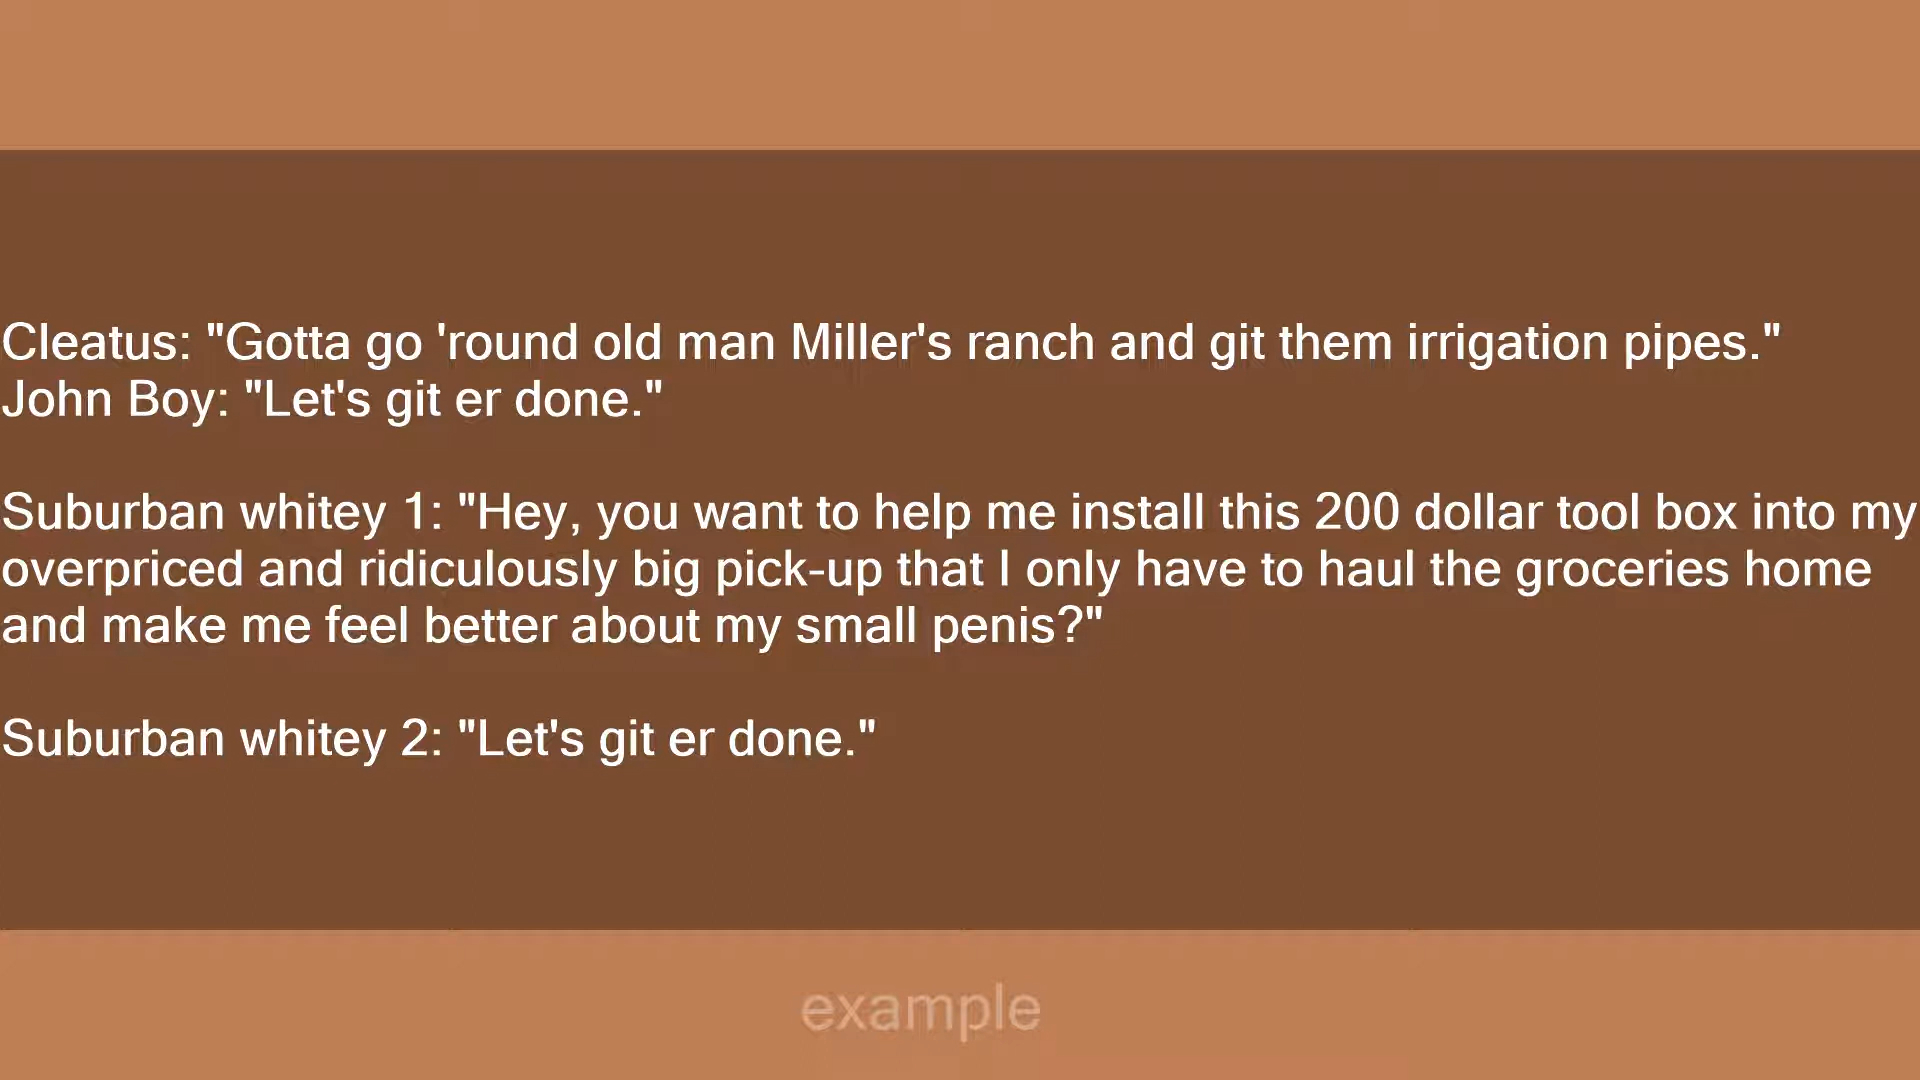 Cleatus: "Gotta go 'round old man Miller's ranch and git them irrigation pipes."
John Boy: "Let's git er done."
Suburban whitey 1: "Hey, you want to help me install this 200 dollar tool box into my
overpriced and ridiculously big pick-up that I only have to haul the groceries home
and make me feel better about my small penis?"
Suburban whitey 2: "Let's git er done."
example